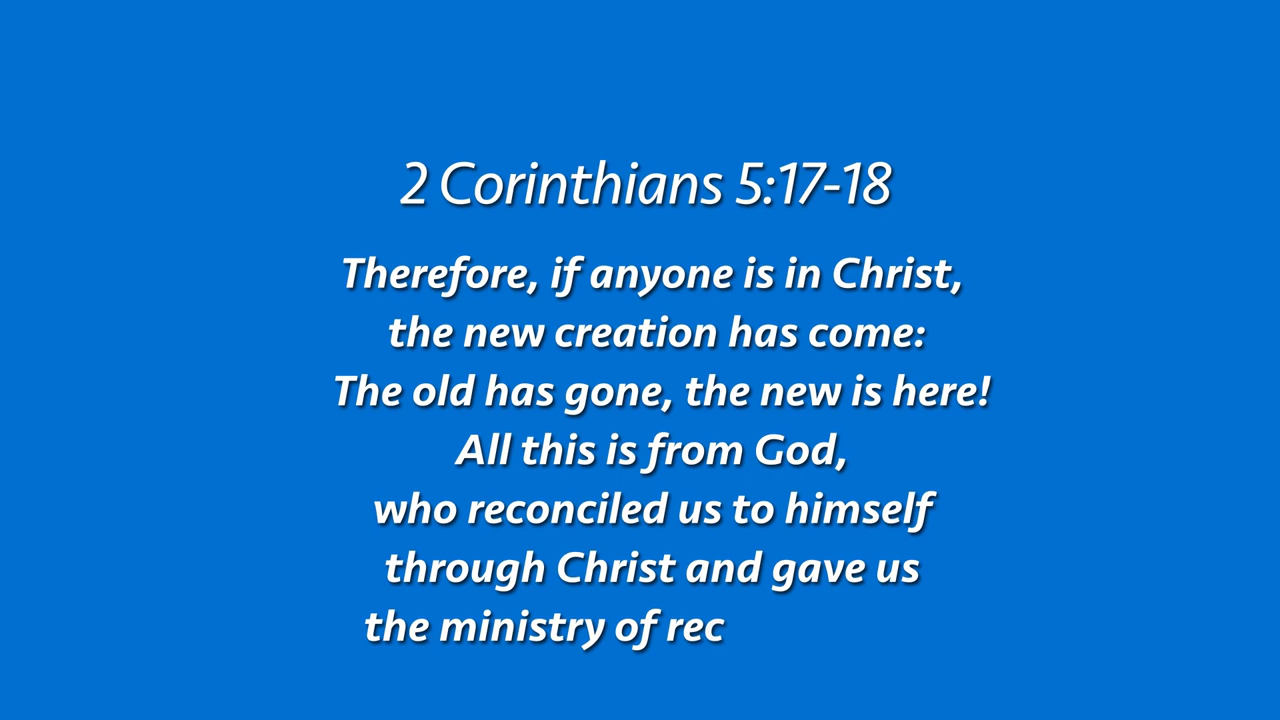 2 Corinthians 5:17-18
Therefore, if anyone is in Christ,
the new creation has come:
The old has gone, the new is here!
All this is from God,
who reconciled us to himself
through Christ and gave us
the ministry of rec